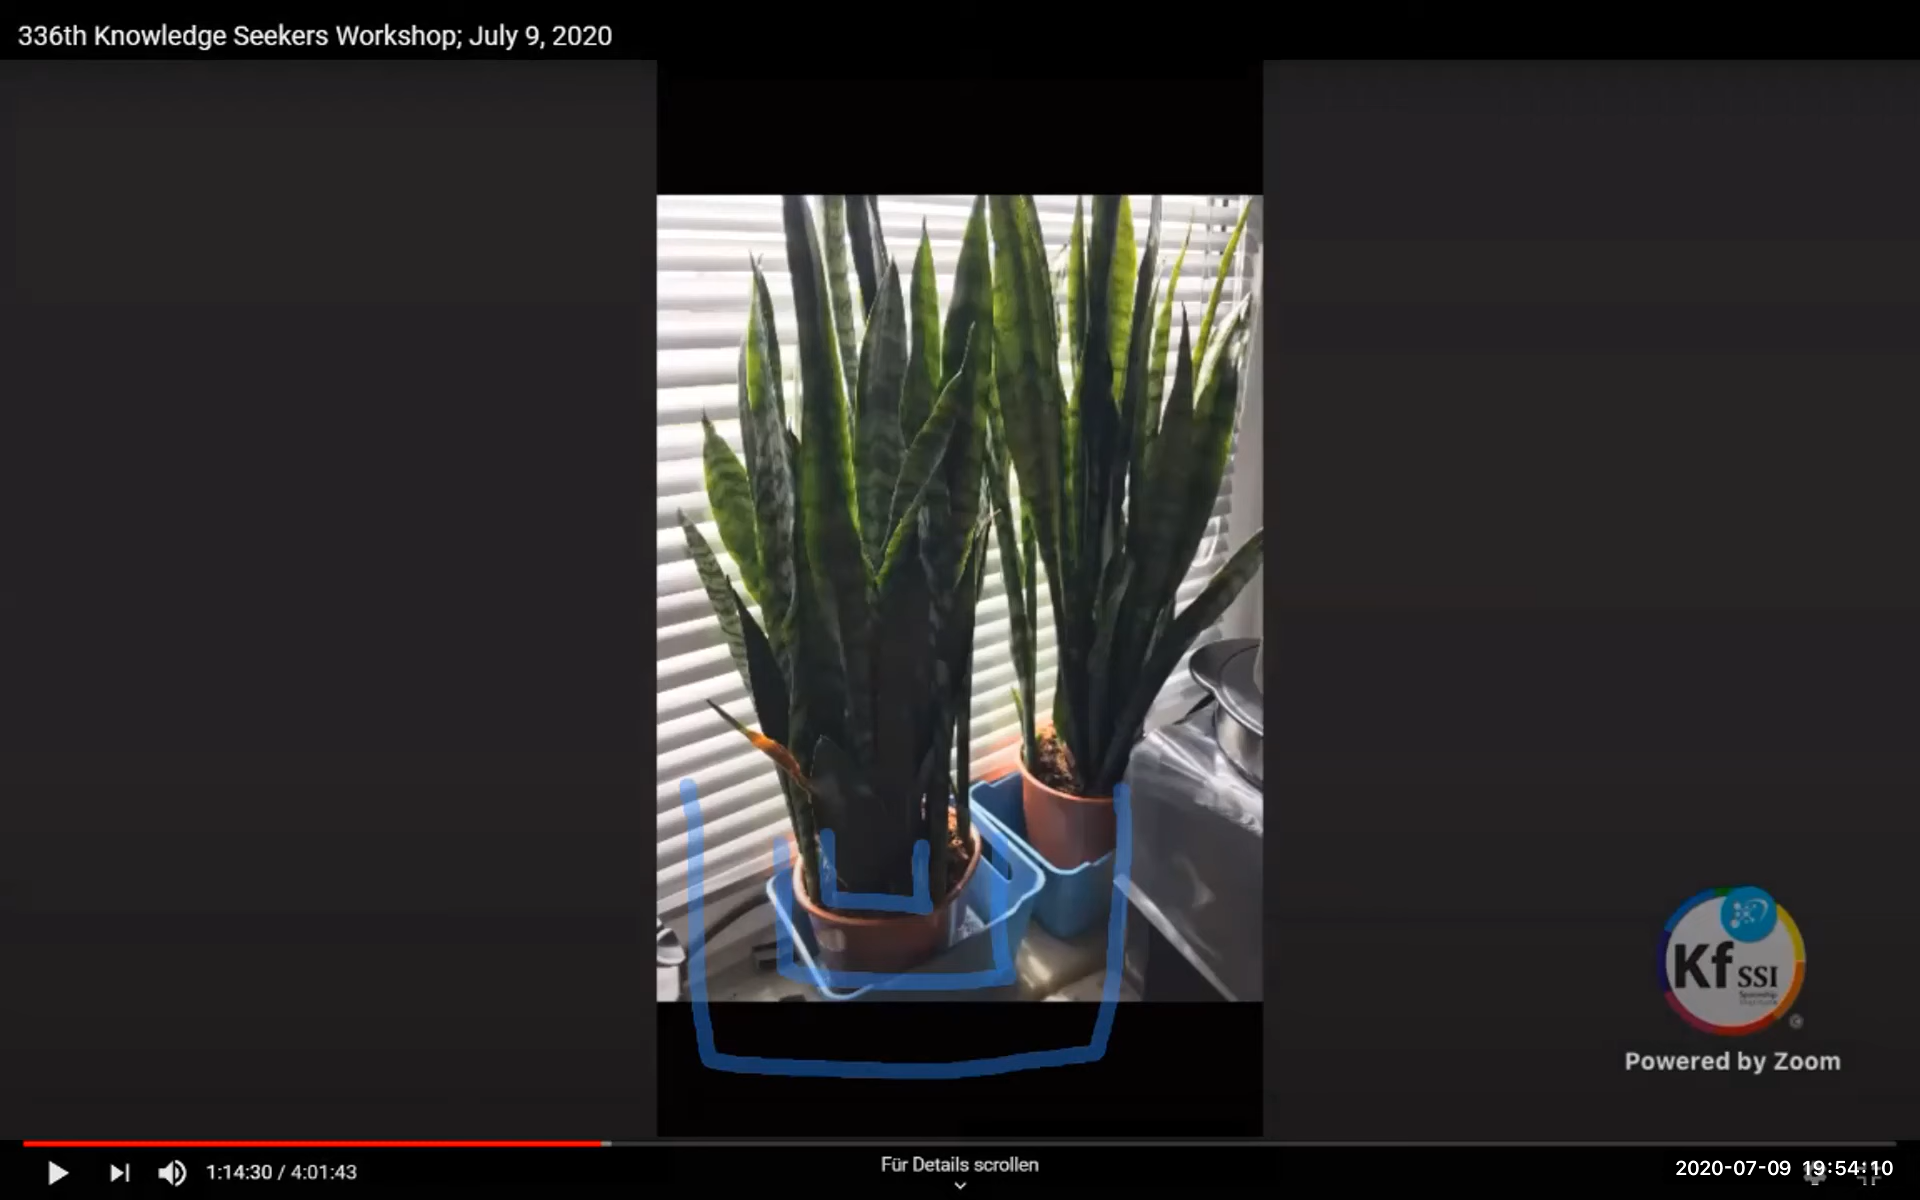 336th Knowledge Seekers Workshop; July 9, 2020
Kf SSI
Powered by Zoom
1:14:30 / 4:01:43
Für Details scrollen
2020-07-09 19:54:10